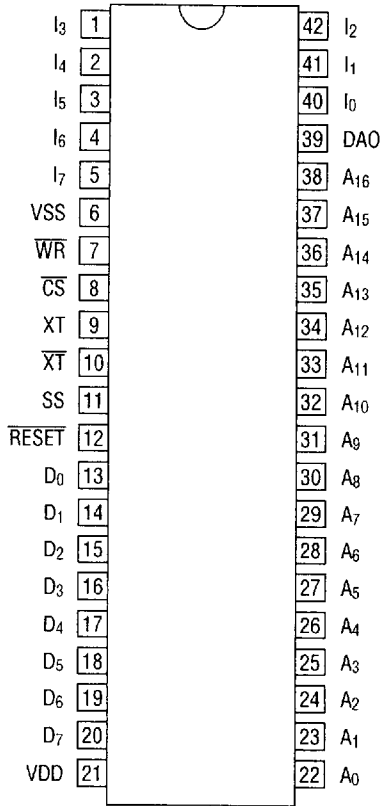 I₃ 1 42 I₂
I₄ 2 41 I₁
I₅ 3 40 I₀
I₆ 4 39 DAO
I₇ 5 38 A₁₆
VSS 6 37 A₁₅
W̅R̅ 7 36 A₁₄
C̅S̅ 8 35 A₁₃
XT 9 34 A₁₂
X̅T̅ 10 33 A₁₁
SS 11 32 A₁₀
R̅E̅S̅E̅T̅ 12 31 A₉
D₀ 13 30 A₈
D₁ 14 29 A₇
D₂ 15 28 A₆
D₃ 16 27 A₅
D₄ 17 26 A₄
D₅ 18 25 A₃
D₆ 19 24 A₂
D₇ 20 23 A₁
VDD 21 22 A₀